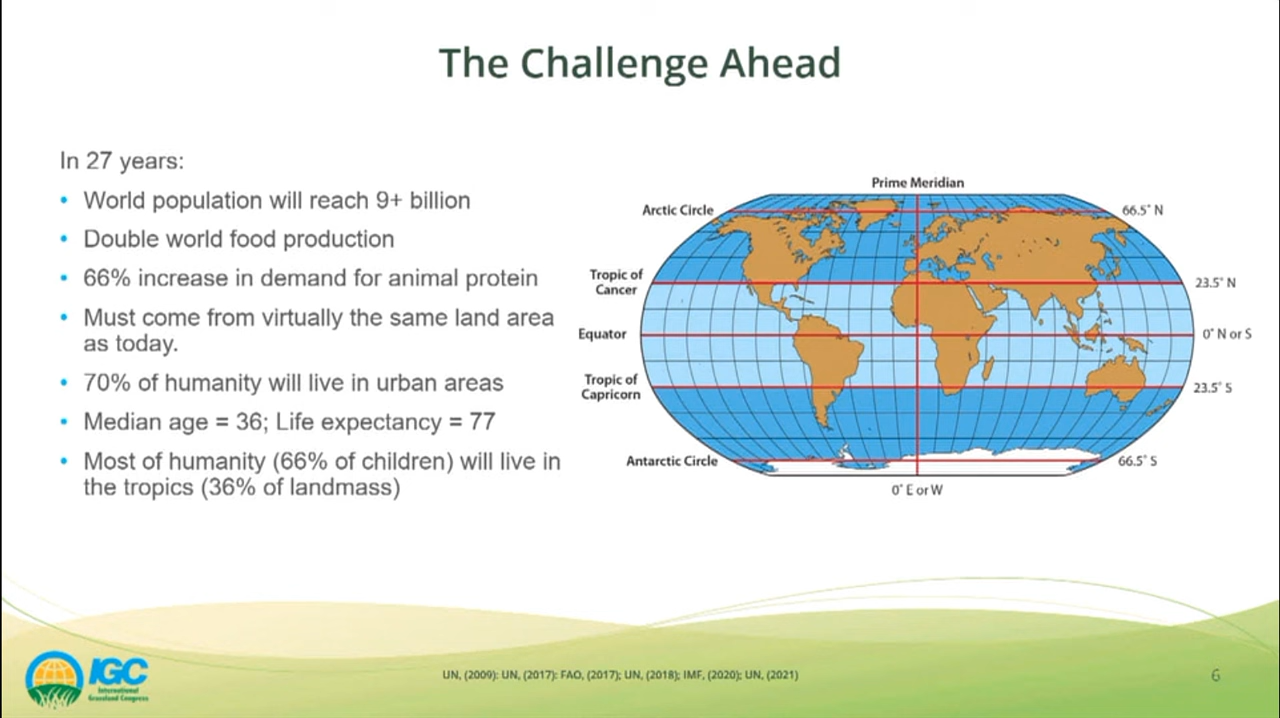 The Challenge Ahead
In 27 years:
• World population will reach 9+ billion
• Double world food production
• 66% increase in demand for animal protein
• Must come from virtually the same land area
as today.
• 70% of humanity will live in urban areas
• Median age = 36; Life expectancy = 77
• Most of humanity (66% of children) will live in
the tropics (36% of landmass)
Prime Meridian
Arctic Circle
66.5° N
Tropic of
Cancer
23.5° N
Equator
0° N or S
Tropic of
Capricorn
23.5° S
Antarctic Circle
66.5° S
0° E or W
IGC
International
Grassland Congress
UN, (2009): UN, (2017): FAO, (2017); UN, (2018); IMF, (2020); UN, (2021)
6